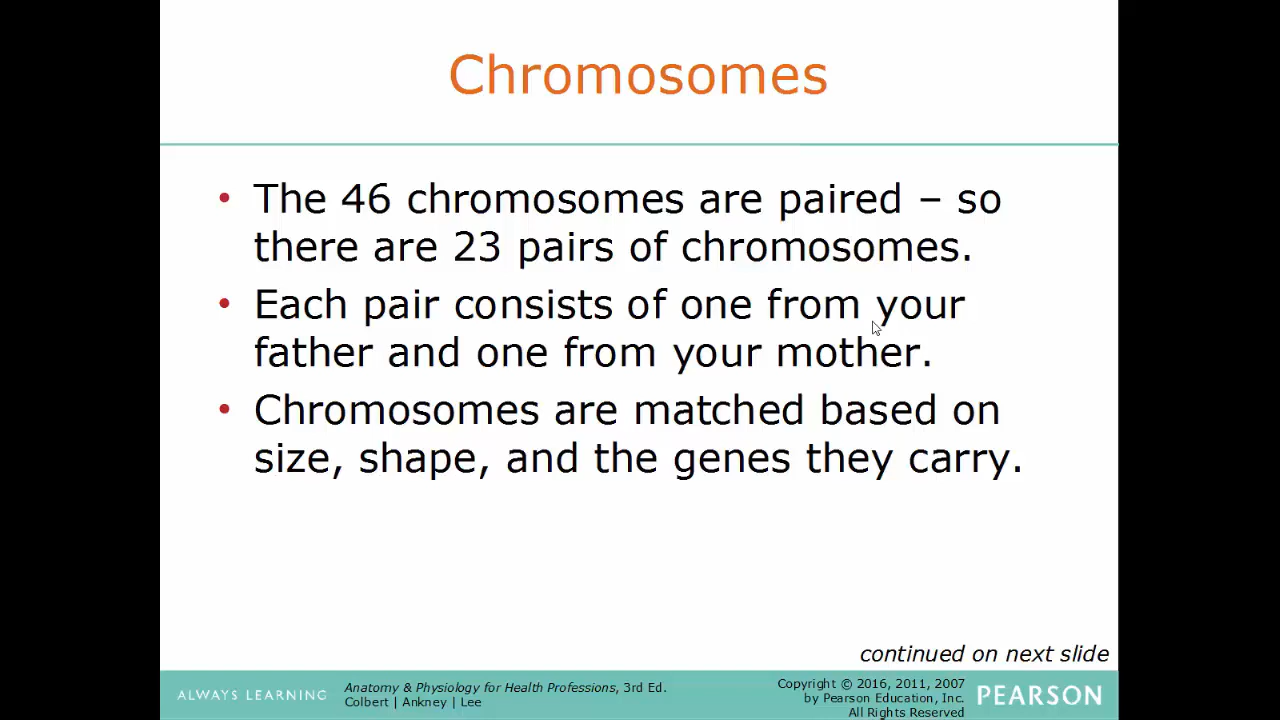 Chromosomes
• The 46 chromosomes are paired – so
there are 23 pairs of chromosomes.
• Each pair consists of one from your
father and one from your mother.
• Chromosomes are matched based on
size, shape, and the genes they carry.
continued on next slide
ALWAYS LEARNING
Anatomy & Physiology for Health Professions, 3rd Ed.
Colbert | Ankney | Lee
Copyright © 2016, 2011, 2007
by Pearson Education, Inc.
All Rights Reserved
PEARSON